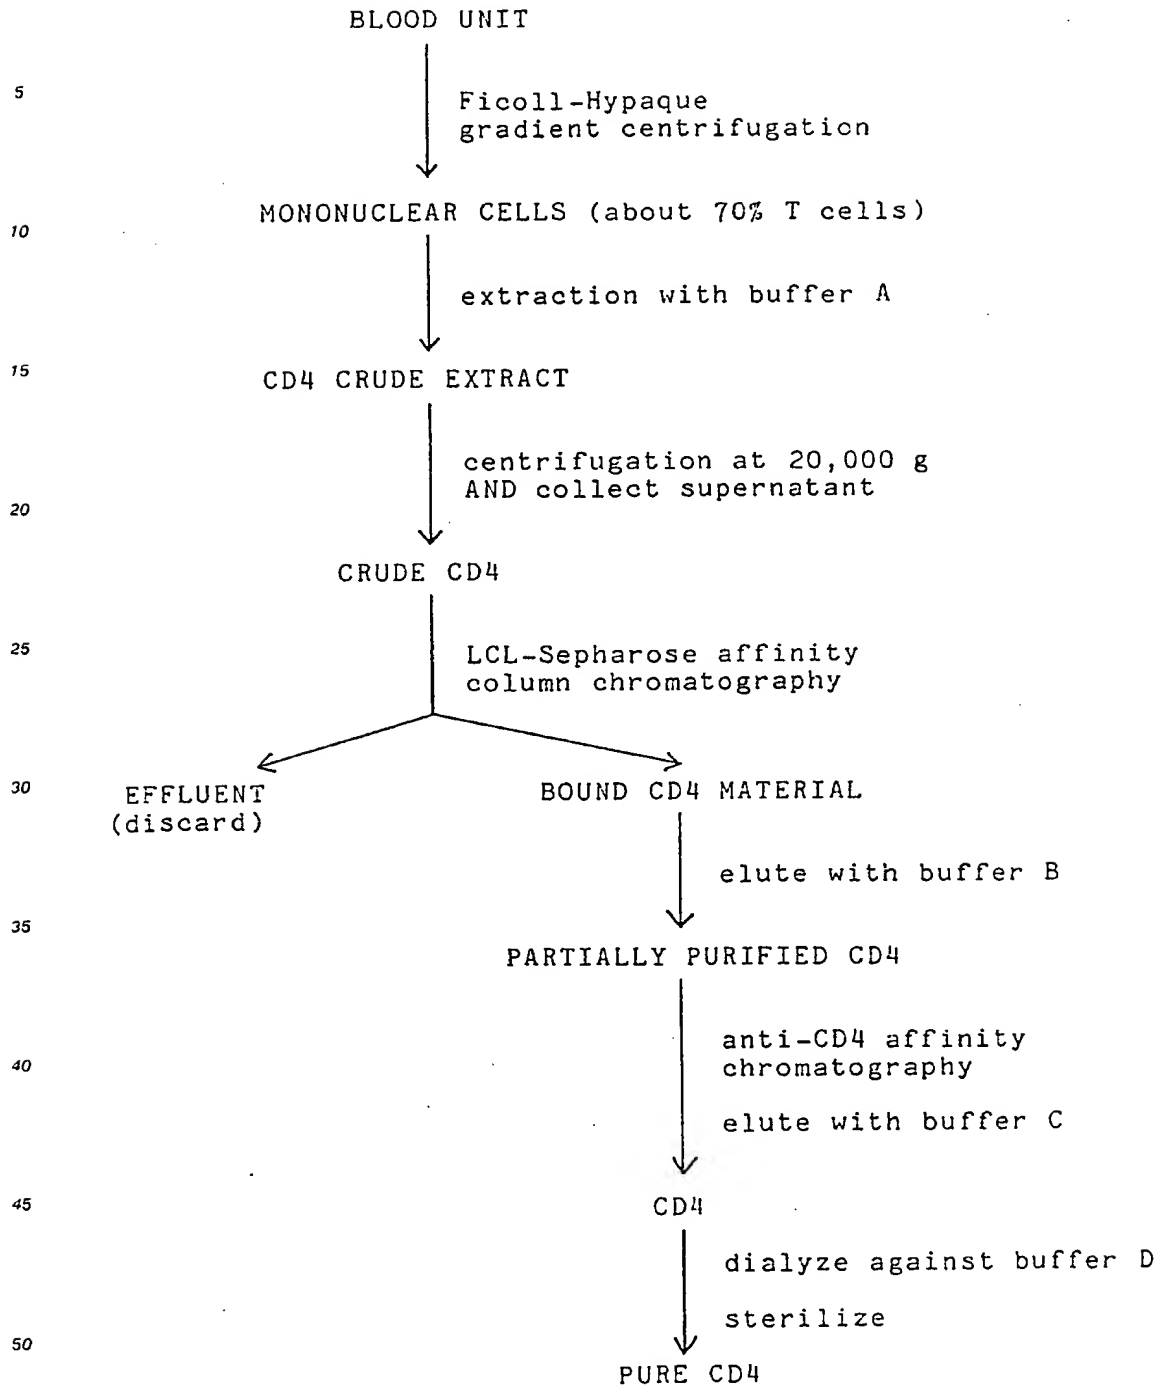 BLOOD UNIT
5
Ficoll-Hypaque
gradient centrifugation
MONONUCLEAR CELLS (about 70% T cells)
10
extraction with buffer A
15
CD4 CRUDE EXTRACT
centrifugation at 20,000 g
AND collect supernatant
20
CRUDE CD4
25
LCL-Sepharose affinity
column chromatography
30
EFFLUENT
(discard)
BOUND CD4 MATERIAL
elute with buffer B
35
PARTIALLY PURIFIED CD4
anti-CD4 affinity
chromatography
40
elute with buffer C
45
CD4
dialyze against buffer D
sterilize
50
PURE CD4